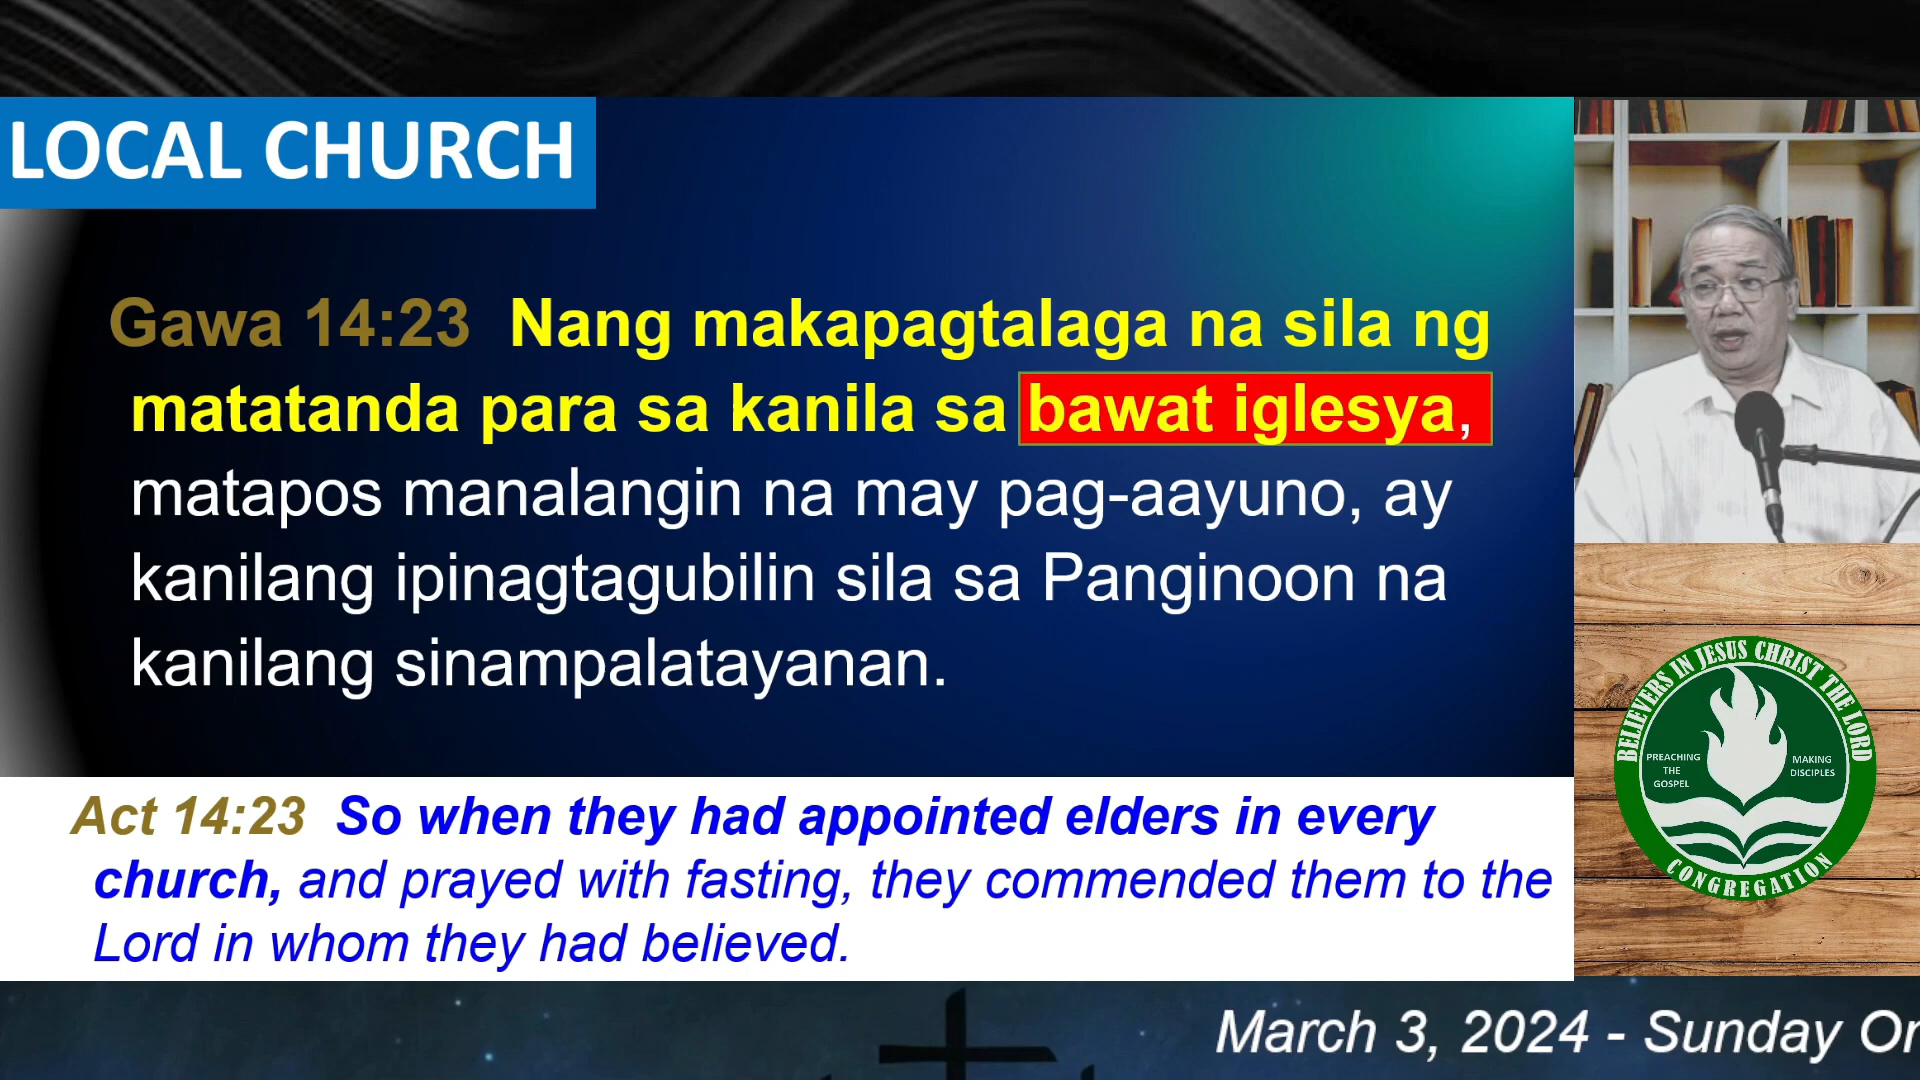 LOCAL CHURCH
Gawa 14:23 Nang makapagtalaga na sila ng
matatanda para sa kanila sa bawat iglesya,
matapos manalangin na may pag-aayuno, ay
kanilang ipinagtagubilin sila sa Panginoon na
kanilang sinampalatayanan.
Act 14:23 So when they had appointed elders in every
church, and prayed with fasting, they commended them to the
Lord in whom they had believed.
BELIEVERS IN JESUS CHRIST THE LORD
PREACHING
THE
GOSPEL
MAKING
DISCIPLES
CONGREGATION
March 3, 2024 - Sunday